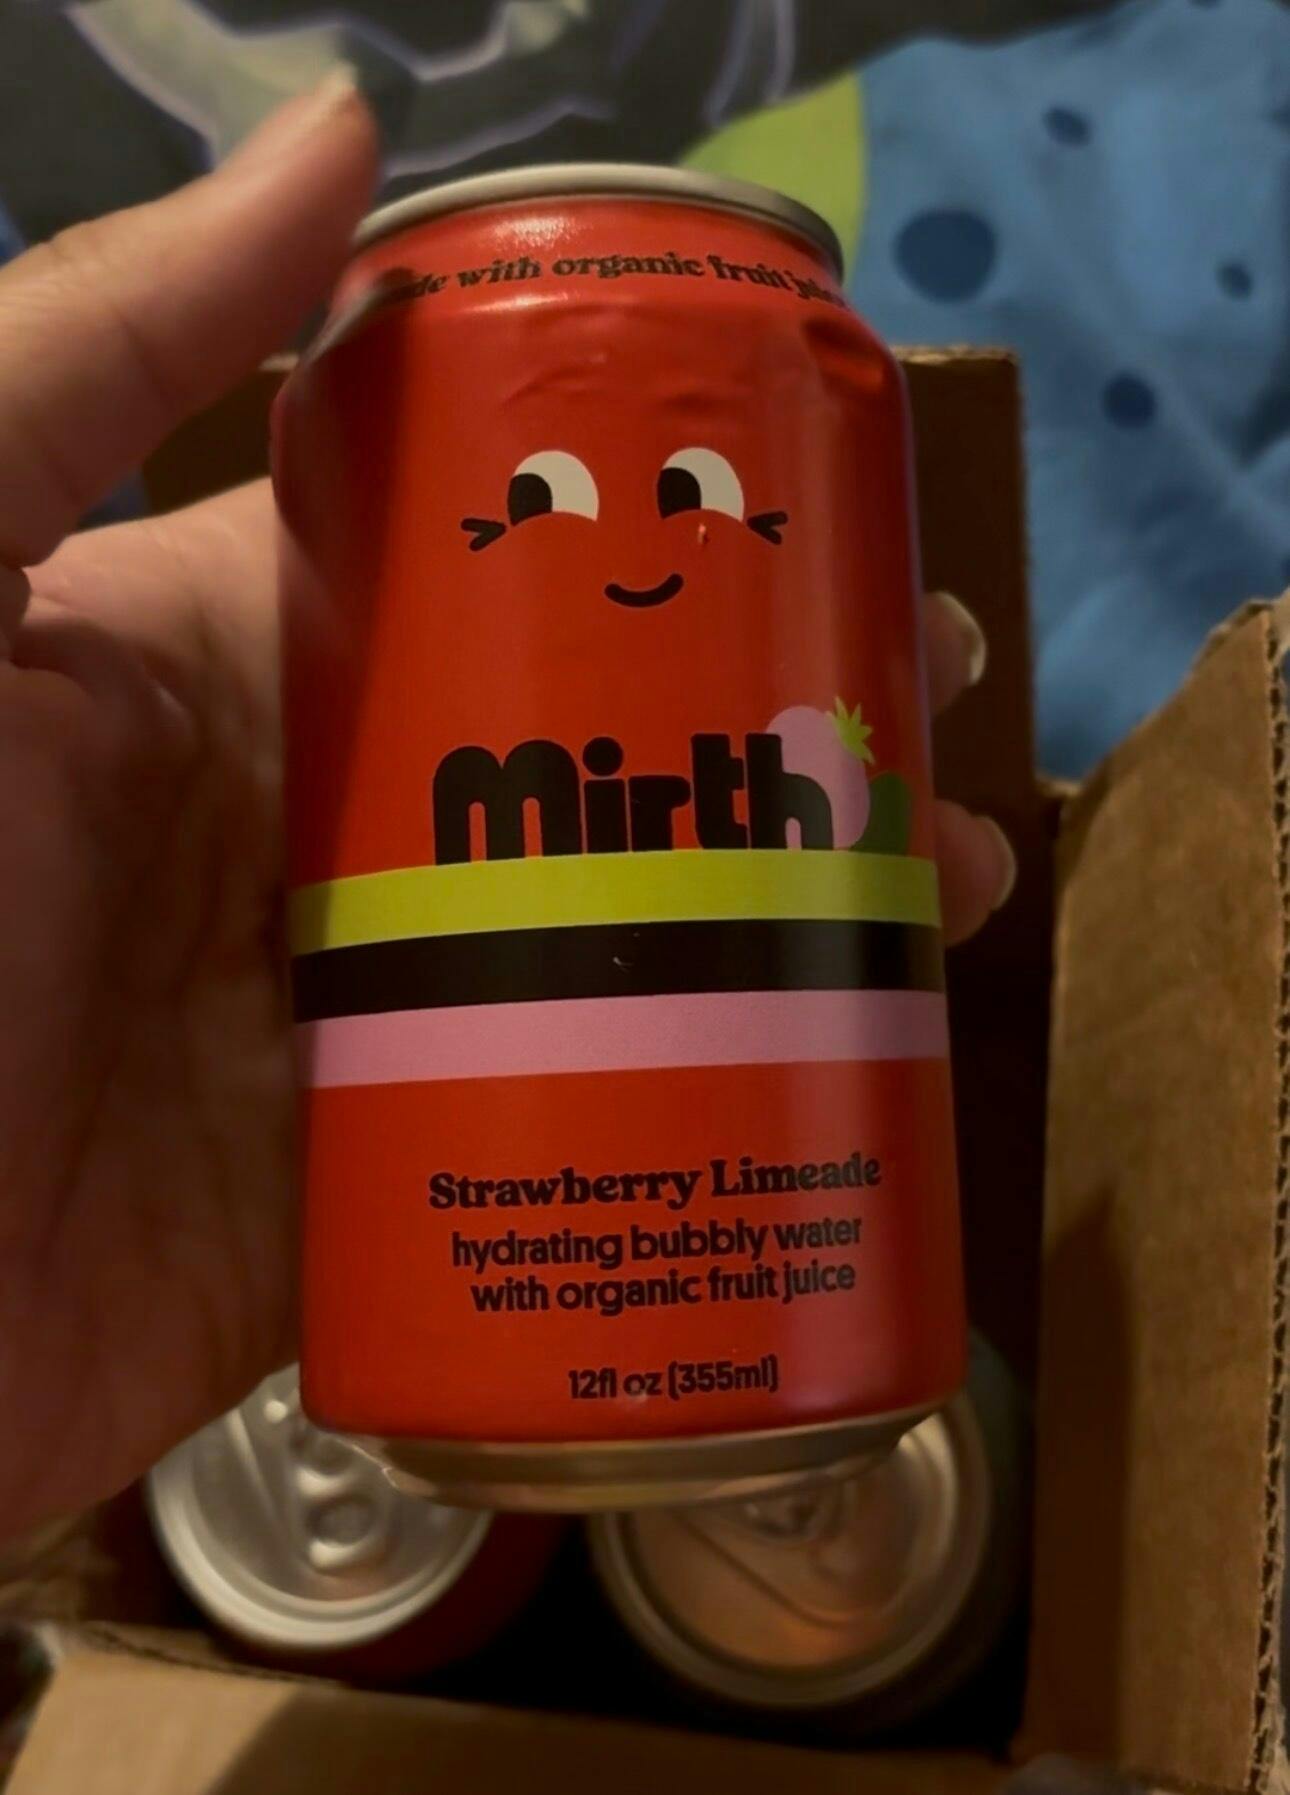 with organic fruit
Mirth
Strawberry Limeade
hydrating bubbly water
with organic fruit juice
12fl oz (355ml)